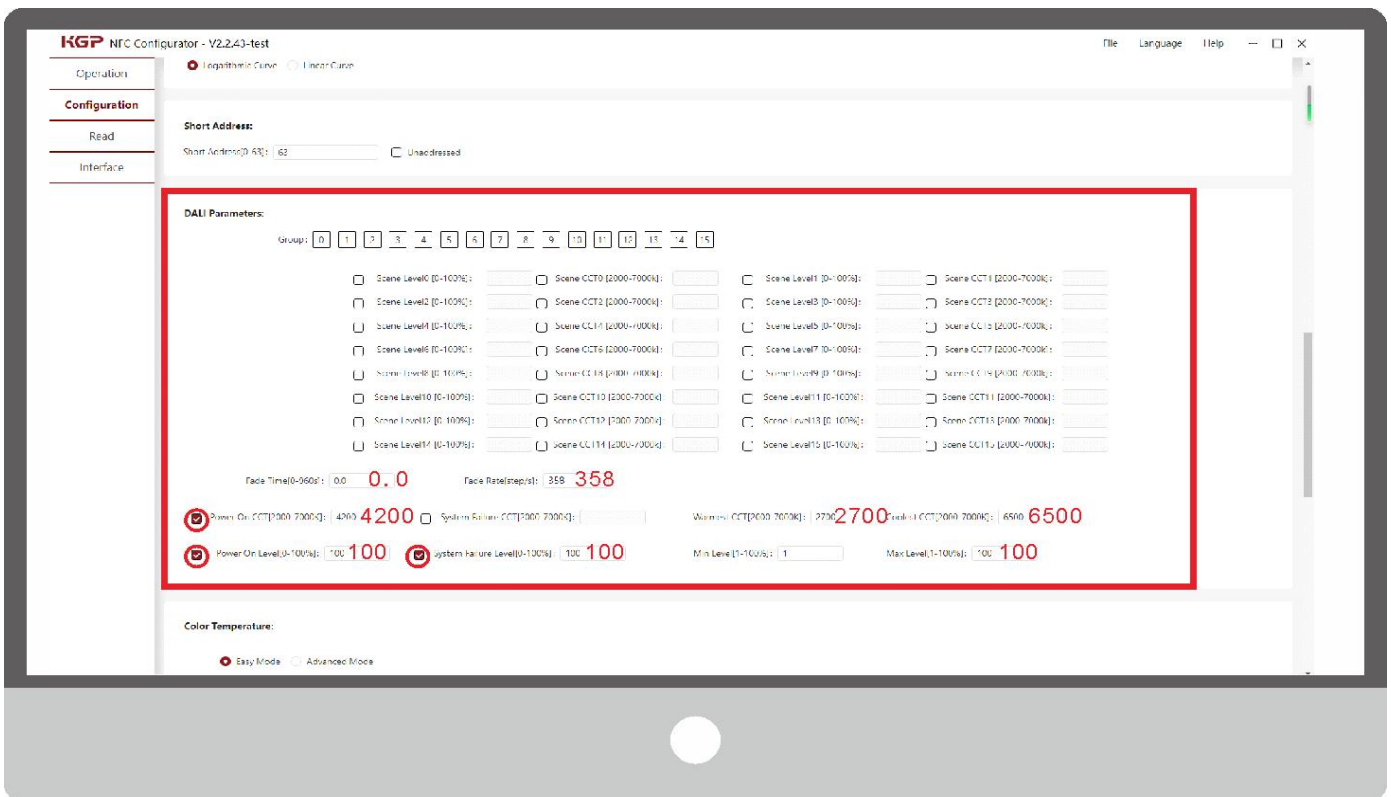 KGP NFC Configurator - V2.2.43-test File Language Help
Operation
Configuration
Read
Interface
Logarithmic Curve Linear Curve
Short Address:
Short Address[0-63]: 63 Unaddressed
DALI Parameters:
Group: 0 1 2 3 4 5 6 7 8 9 10 11 12 13 14 15
Scene Level0 [0-100%]: Scene CCT0 [2000-7000k]: Scene Level1 [0-100%]: Scene CCT1 [2000-7000k]:
Scene Level2 [0-100%]: Scene CCT2 [2000-7000k]: Scene Level3 [0-100%]: Scene CCT3 [2000-7000k]:
Scene Level4 [0-100%]: Scene CCT4 [2000-7000k]: Scene Level5 [0-100%]: Scene CCT5 [2000-7000k]:
Scene Level6 [0-100%]: Scene CCT6 [2000-7000k]: Scene Level7 [0-100%]: Scene CCT7 [2000-7000k]:
Scene Level8 [0-100%]: Scene CCT8 [2000-7000k]: Scene Level9 [0-100%]: Scene CCT9 [2000-7000k]:
Scene Level10 [0-100%]: Scene CCT10 [2000-7000k]: Scene Level11 [0-100%]: Scene CCT11 [2000-7000k]:
Scene Level12 [0-100%]: Scene CCT12 [2000-7000k]: Scene Level13 [0-100%]: Scene CCT13 [2000-7000k]:
Scene Level14 [0-100%]: Scene CCT14 [2000-7000k]: Scene Level15 [0-100%]: Scene CCT15 [2000-7000k]:
Fade Time[0-960s]: 0.0 0.0 Fade Rate[step/s]: 358 358
Power On CCT[2000-7000K]: 4200 4200 System Failure CCT[2000-7000K]: Warmest CCT[2000-7000K]: 2700 2700 Coolest CCT[2000-7000K]: 6500 6500
Power On Level[0-100%]: 100 100 System Failure Level[0-100%]: 100 100 Min Level[1-100%]: 1 Max Level[1-100%]: 100 100
Color Temperature:
Easy Mode Advanced Mode